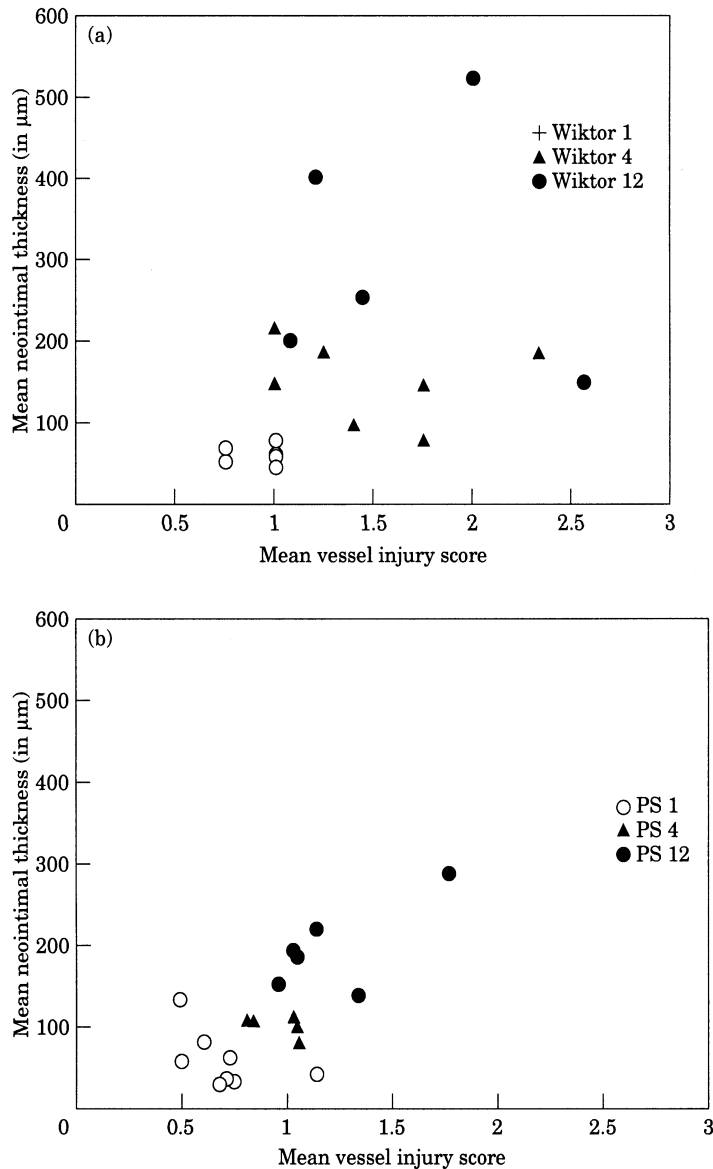 (a)
600
500
400
300
200
100
0
0.5 1 1.5 2 2.5 3
Mean neointimal thickness (in μm)
Mean vessel injury score
+ Wiktor 1
▲ Wiktor 4
● Wiktor 12
(b)
600
500
400
300
200
100
0
0.5 1 1.5 2 2.5 3
Mean neointimal thickness (in μm)
Mean vessel injury score
○ PS 1
▲ PS 4
● PS 12